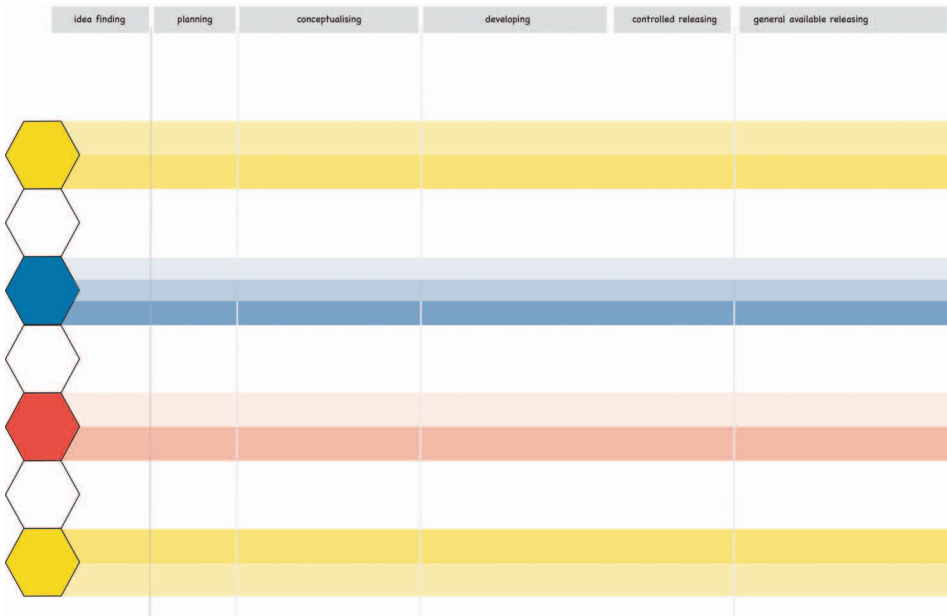 idea finding
planning
conceptualising
developing
controlled releasing
general available releasing